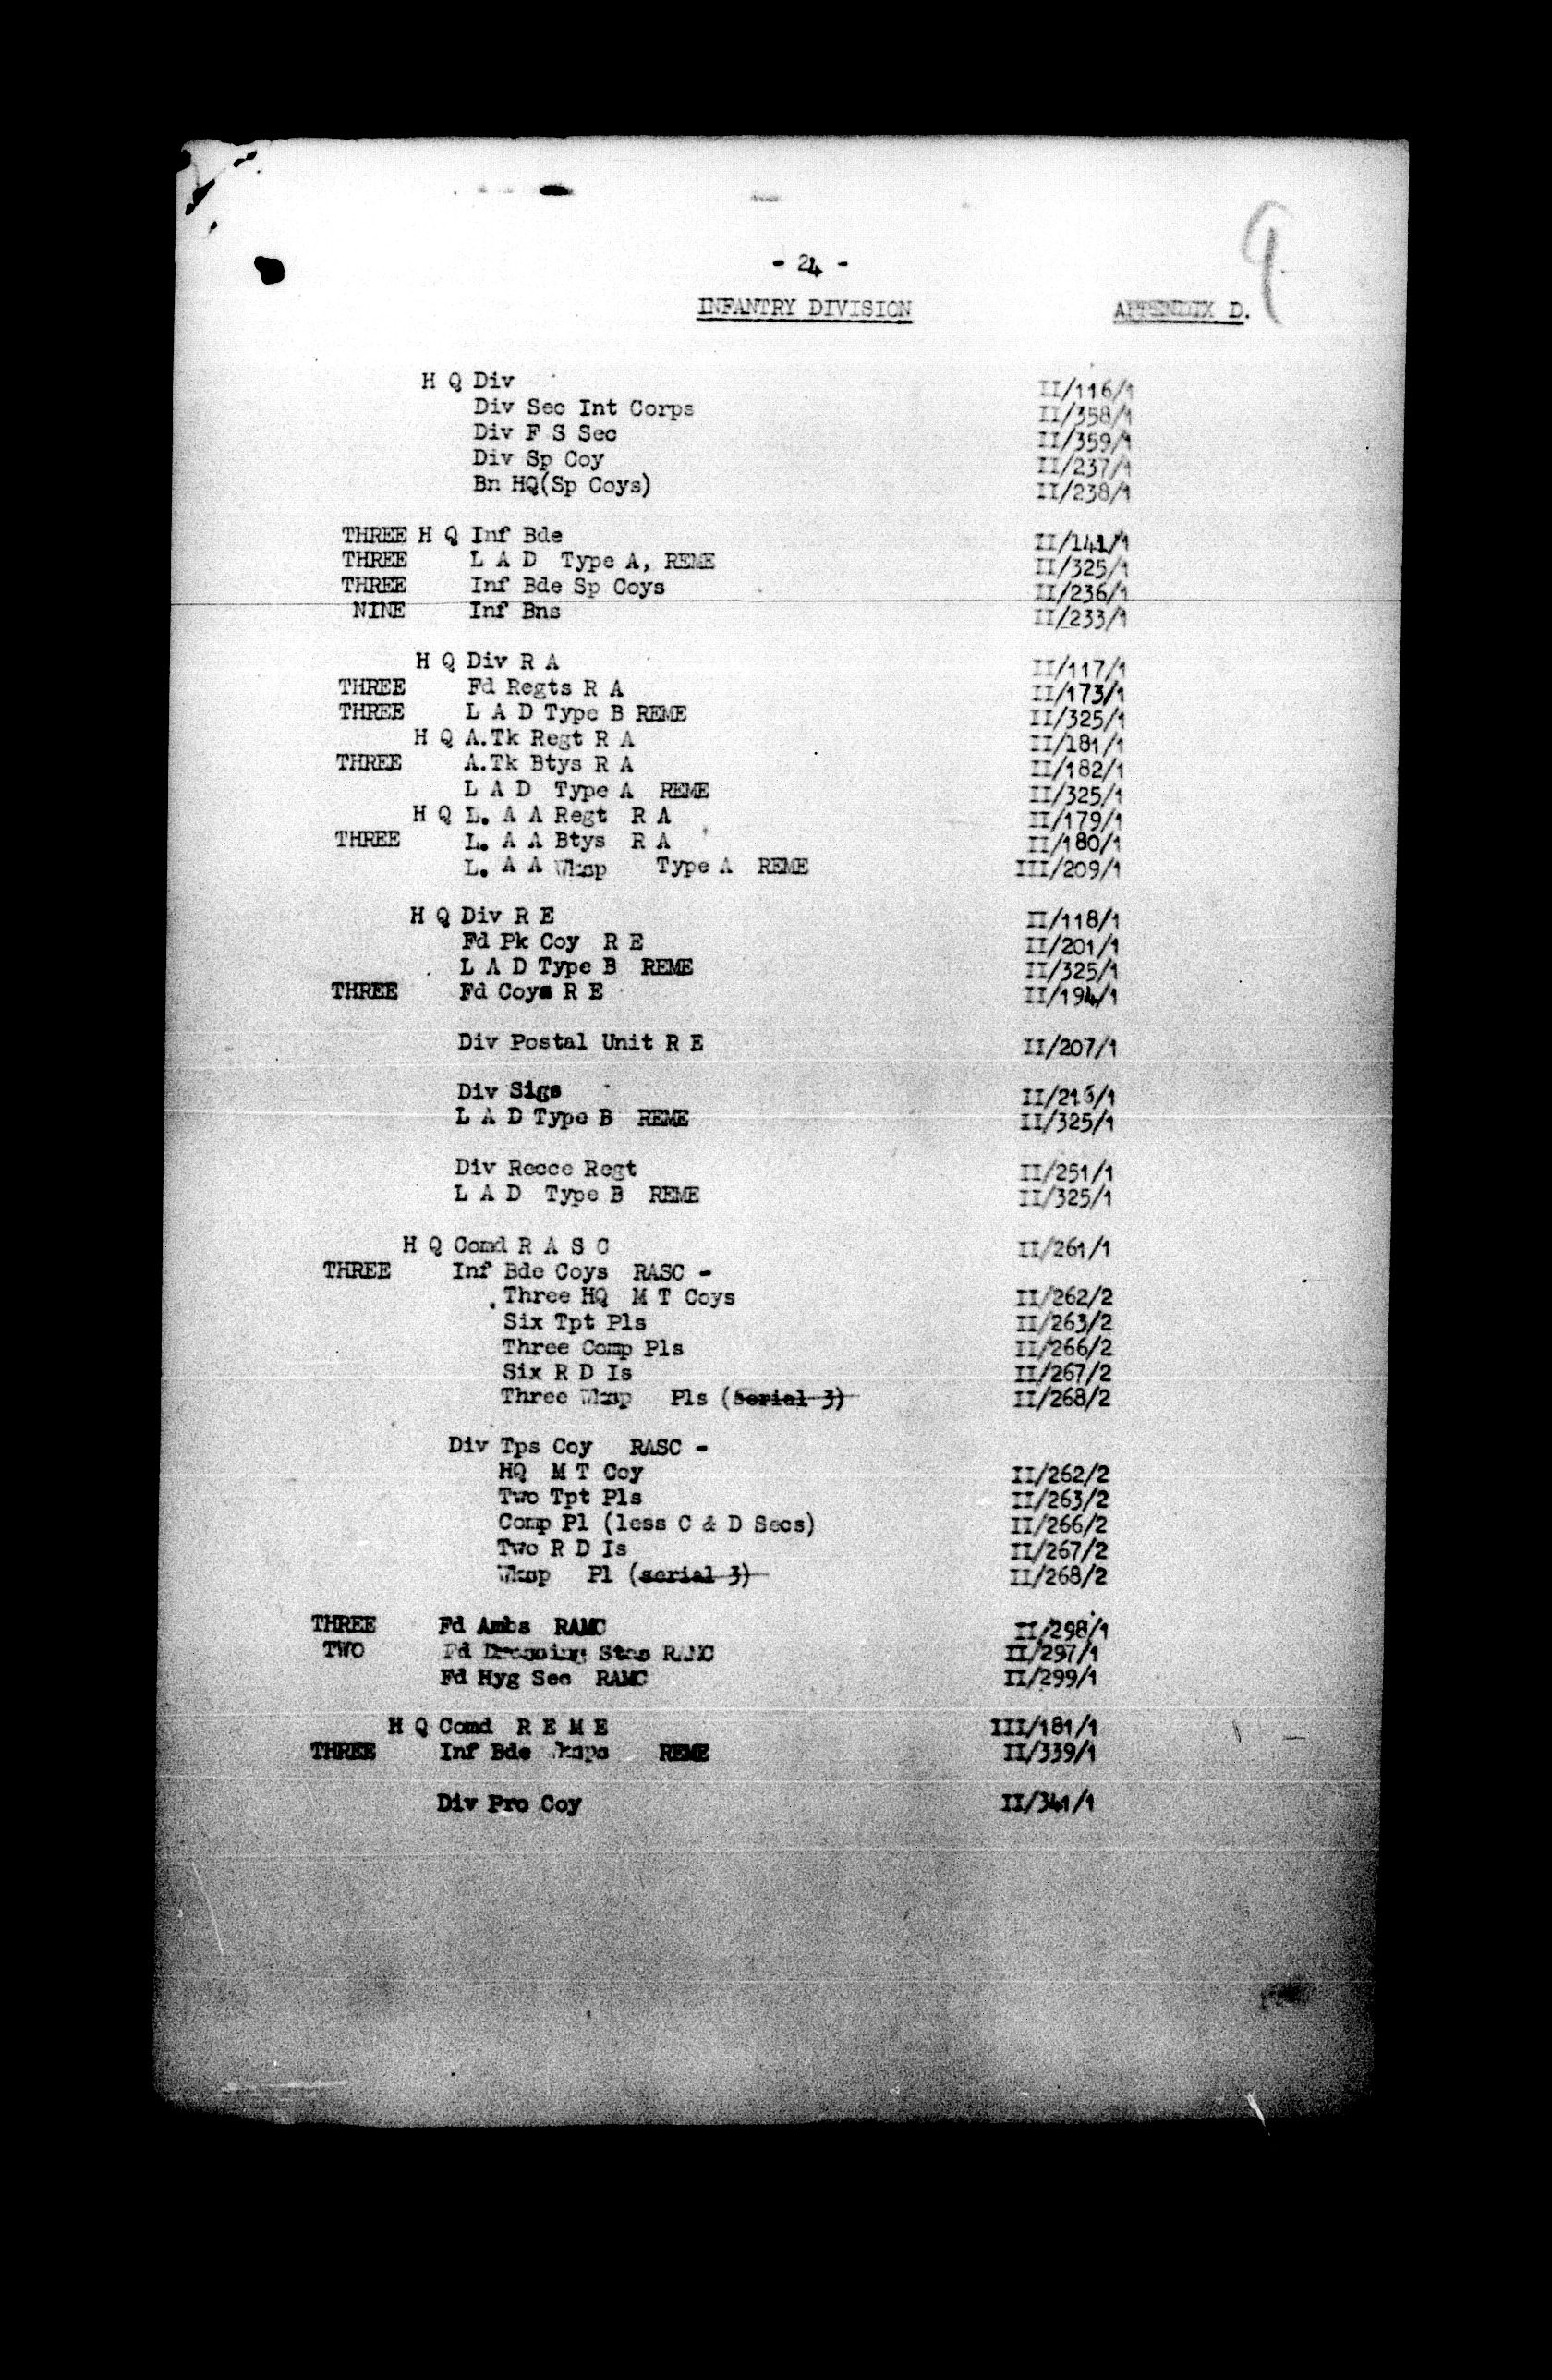 9
- 24 -
INFANTRY DIVISION APPENDIX D.
H Q Div II/116/1
Div Sec Int Corps II/358/1
Div F S Sec II/359/1
Div Sp Coy II/237/1
Bn HQ(Sp Coys) II/238/1
THREE H Q Inf Bde II/141/1
THREE L A D Type A, REME II/325/1
THREE Inf Bde Sp Coys II/236/1
NINE Inf Bns II/233/1
H Q Div R A II/117/1
THREE Fd Regts R A II/173/1
THREE L A D Type B REME II/325/1
H Q A.Tk Regt R A II/181/1
THREE A.Tk Btys R A II/182/1
L A D Type A REME II/325/1
H Q L. A A Regt R A II/179/1
THREE L. A A Btys R A II/180/1
L. A A Wksp Type A REME III/209/1
H Q Div R E II/118/1
Fd Pk Coy R E II/201/1
L A D Type B REME II/325/1
THREE Fd Coys R E II/194/1
Div Postal Unit R E II/207/1
Div Sigs II/216/1
L A D Type B REME II/325/1
Div Recce Regt II/251/1
L A D Type B REME II/325/1
H Q Comd R A S C II/261/1
THREE Inf Bde Coys RASC -
Three HQ M T Coys II/262/2
Six Tpt Pls II/263/2
Three Comp Pls II/266/2
Six R D Is II/267/2
Three Wksp Pls (serial 3) II/268/2
Div Tps Coy RASC -
HQ M T Coy II/262/2
Two Tpt Pls II/263/2
Comp Pl (less C & D Secs) II/266/2
Two R D Is II/267/2
Wksp Pl (serial 3) II/268/2
THREE Fd Ambs RAMC II/298/1
TWO Fd Dressing Stas RAMC II/297/1
Fd Hyg Sec RAMC II/299/1
H Q Comd R E M E III/181/1
THREE Inf Bde Wksps REME II/339/1
Div Pro Coy II/341/1